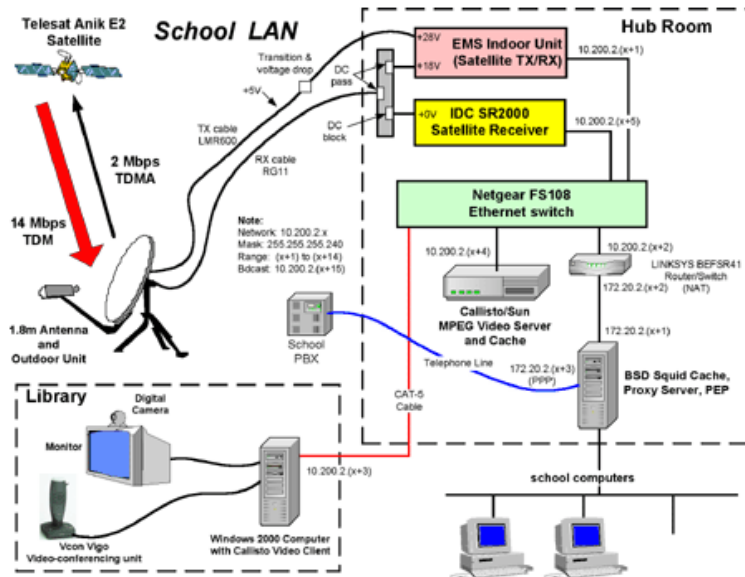 Telesat Anik E2
Satellite
School LAN
Hub Room
Transition &
voltage drop
+5V
TX cable
LMR600
RX cable
RG11
DC
pass
DC
block
+28V
+18V
EMS Indoor Unit
(Satellite TX/RX)
10.200.2.(x+1)
+0V
IDC SR2000
Satellite Receiver
10.200.2.(x+5)
2 Mbps
TDMA
14 Mbps
TDM
Note:
Network: 10.200.2.x
Mask: 255.255.255.240
Range: (x+1) to (x+14)
Bdcast: 10.200.2.(x+15)
Netgear FS108
Ethernet switch
10.200.2.(x+4)
10.200.2.(x+2)
LINKSYS BEFSR41
Router/Switch
(NAT)
172.20.2.(x+2)
Callisto/Sun
MPEG Video Server
and Cache
1.8m Antenna
and
Outdoor Unit
School
PBX
Telephone Line
172.20.2.(x+1)
172.20.2.(x+3)
(PPP)
BSD Squid Cache,
Proxy Server, PEP
CAT-5
Cable
Library
Digital
Camera
Monitor
10.200.2.(x+3)
Vcon Vigo
Video-conferencing unit
Windows 2000 Computer
with Callisto Video Client
school computers